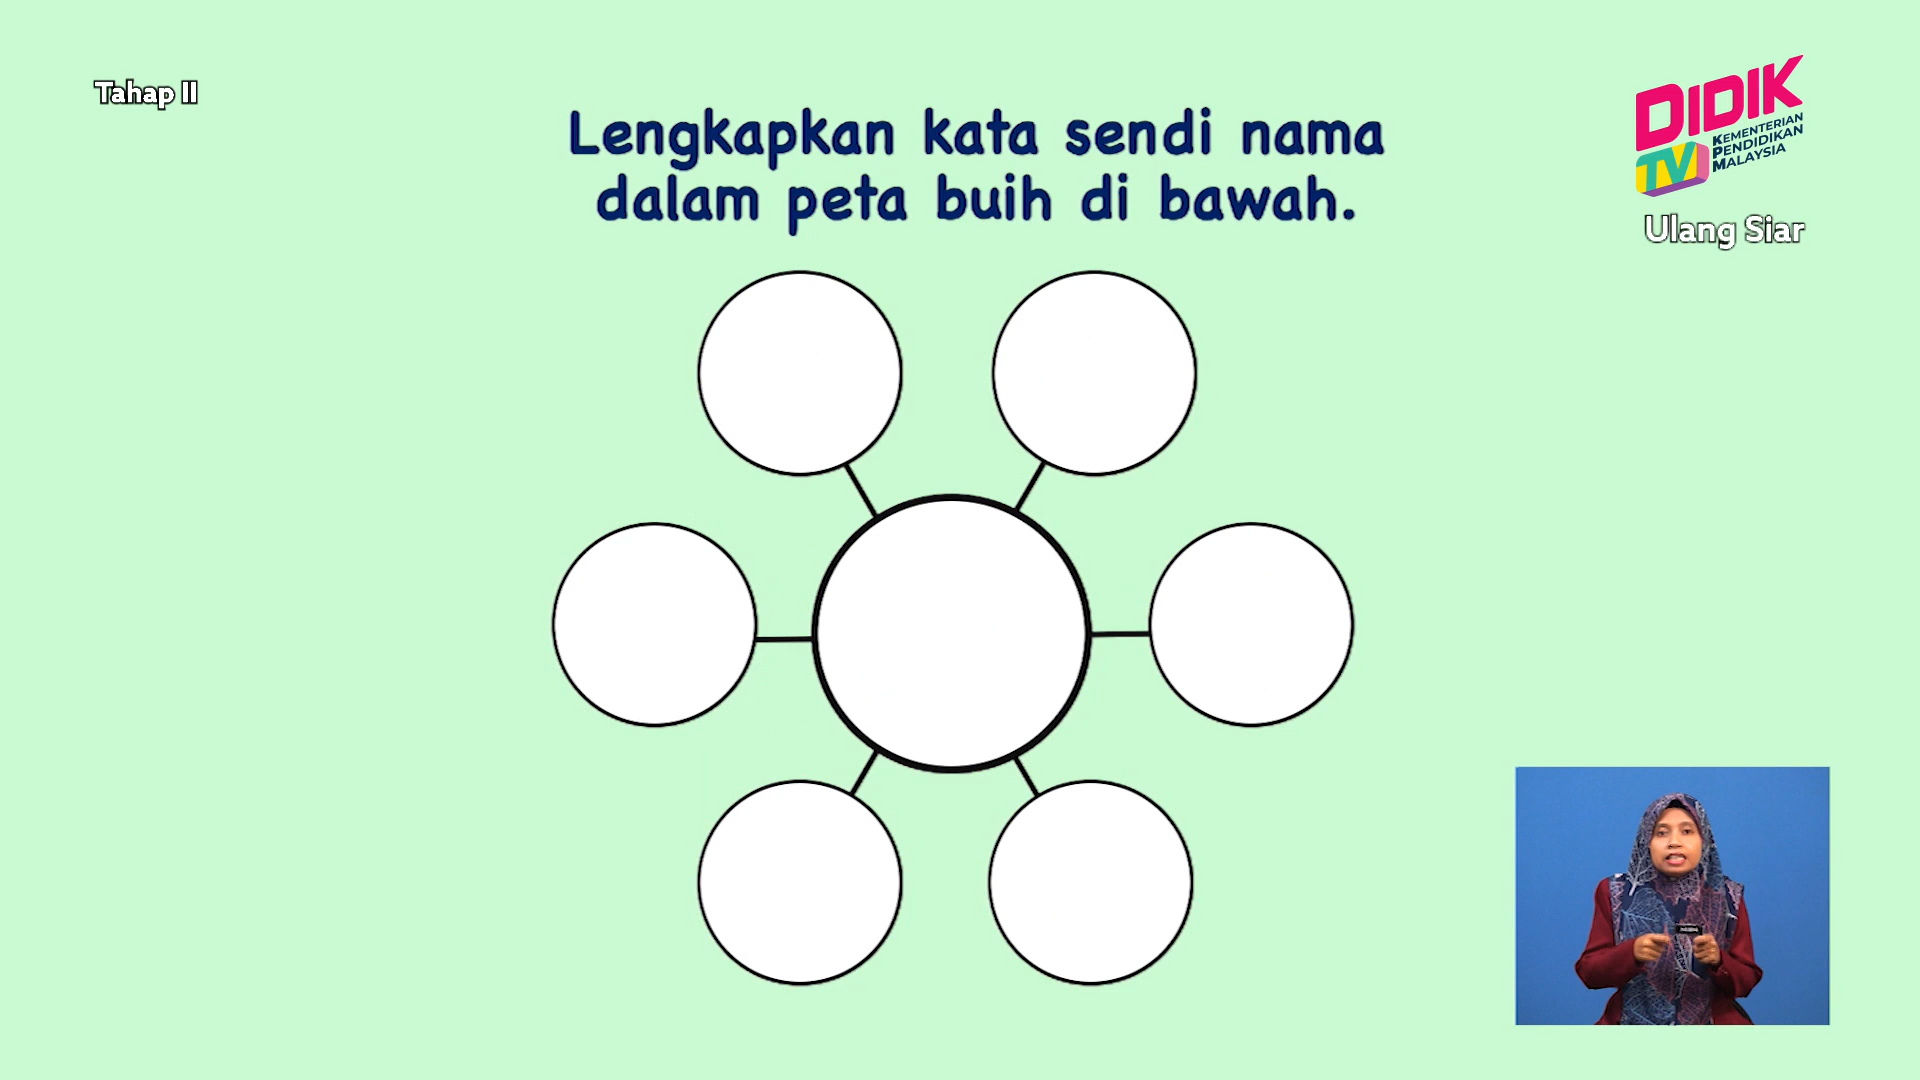 Tahap II
Lengkapkan kata sendi nama
dalam peta buih di bawah.
DIDIK
TV
KEMENTERIAN
PENDIDIKAN
MALAYSIA
Ulang Siar